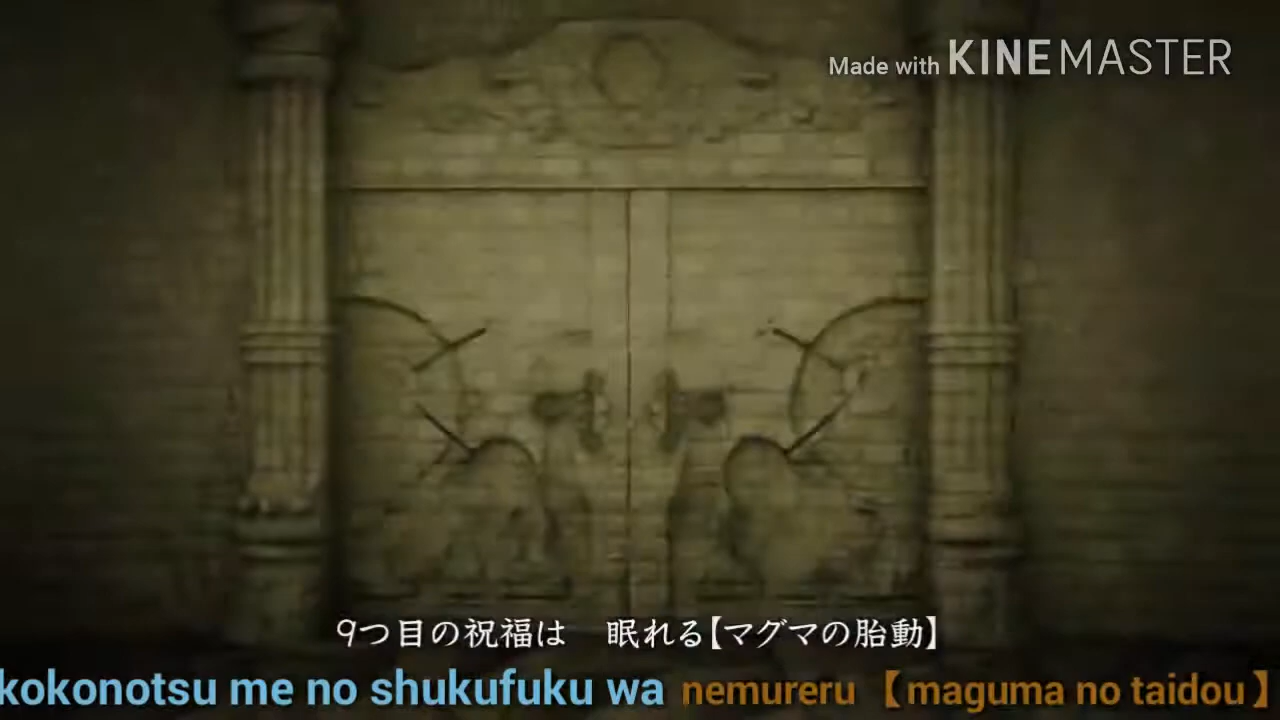 Made with KINEMASTER
9つ目の祝福は　眠れる【マグマの胎動】
kokonotsu me no shukufuku wa nemureru【maguma no taidou】